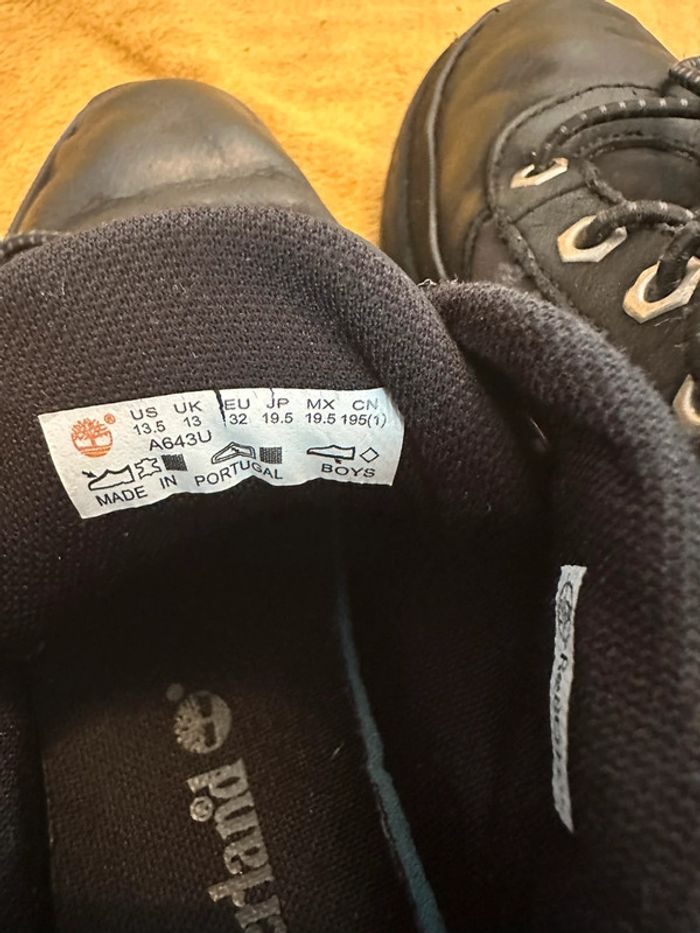 US UK EU JP MX CN
13.5 13 32 19.5 19.5 195(1)
A643U
MADE IN PORTUGAL BOYS